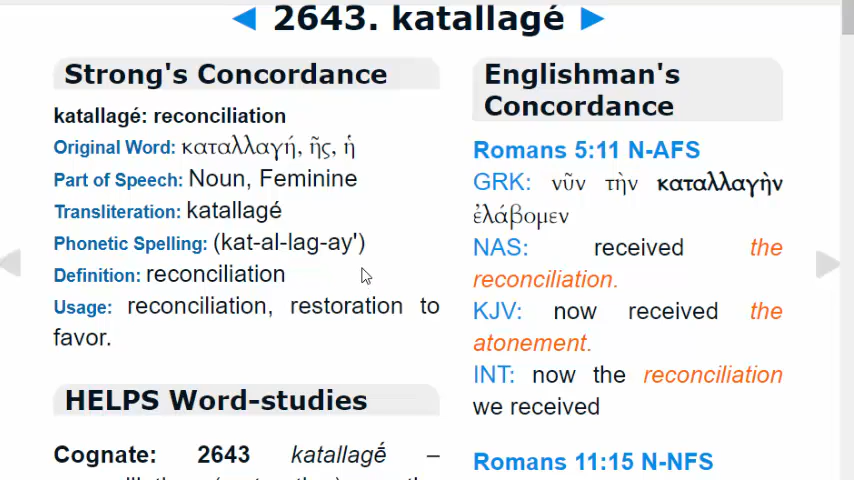 ◄ 2643. katallagé ►
Strong's Concordance
katallagé: reconciliation
Original Word: καταλλαγή, ῆς, ἡ
Part of Speech: Noun, Feminine
Transliteration: katallagé
Phonetic Spelling: (kat-al-lag-ay')
Definition: reconciliation
Usage: reconciliation, restoration to
favor.
HELPS Word-studies
Cognate: 2643 katallagḗ –
Englishman's
Concordance
Romans 5:11 N-AFS
GRK: νῦν τὴν καταλλαγὴν
ἐλάβομεν
NAS: received the
reconciliation.
KJV: now received the
atonement.
INT: now the reconciliation
we received
Romans 11:15 N-NFS